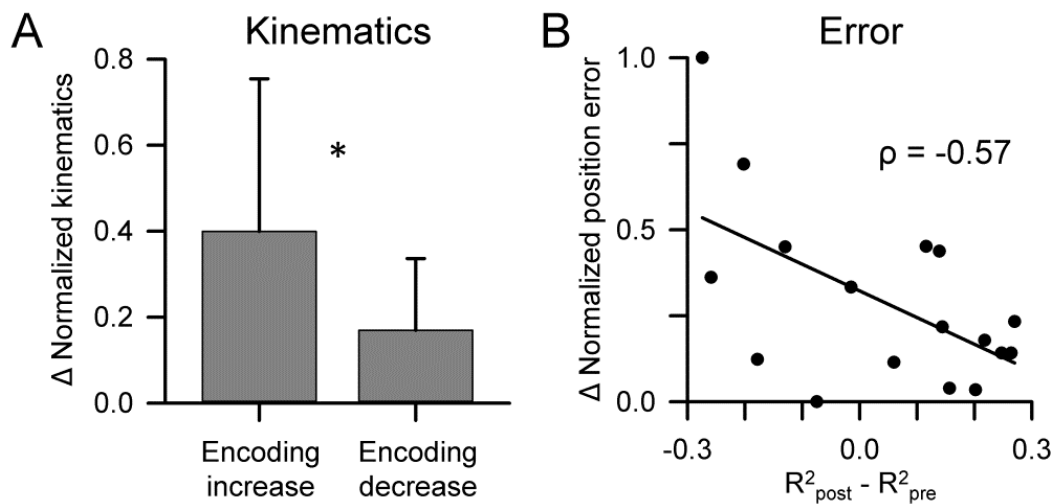 A
Kinematics
Δ Normalized kinematics
0.8
0.6
0.4
0.2
0.0
*
Encoding
increase
Encoding
decrease
B
Error
Δ Normalized position error
1.0
0.5
0.0
ρ = -0.57
-0.3
0.0
0.3
R²post - R²pre